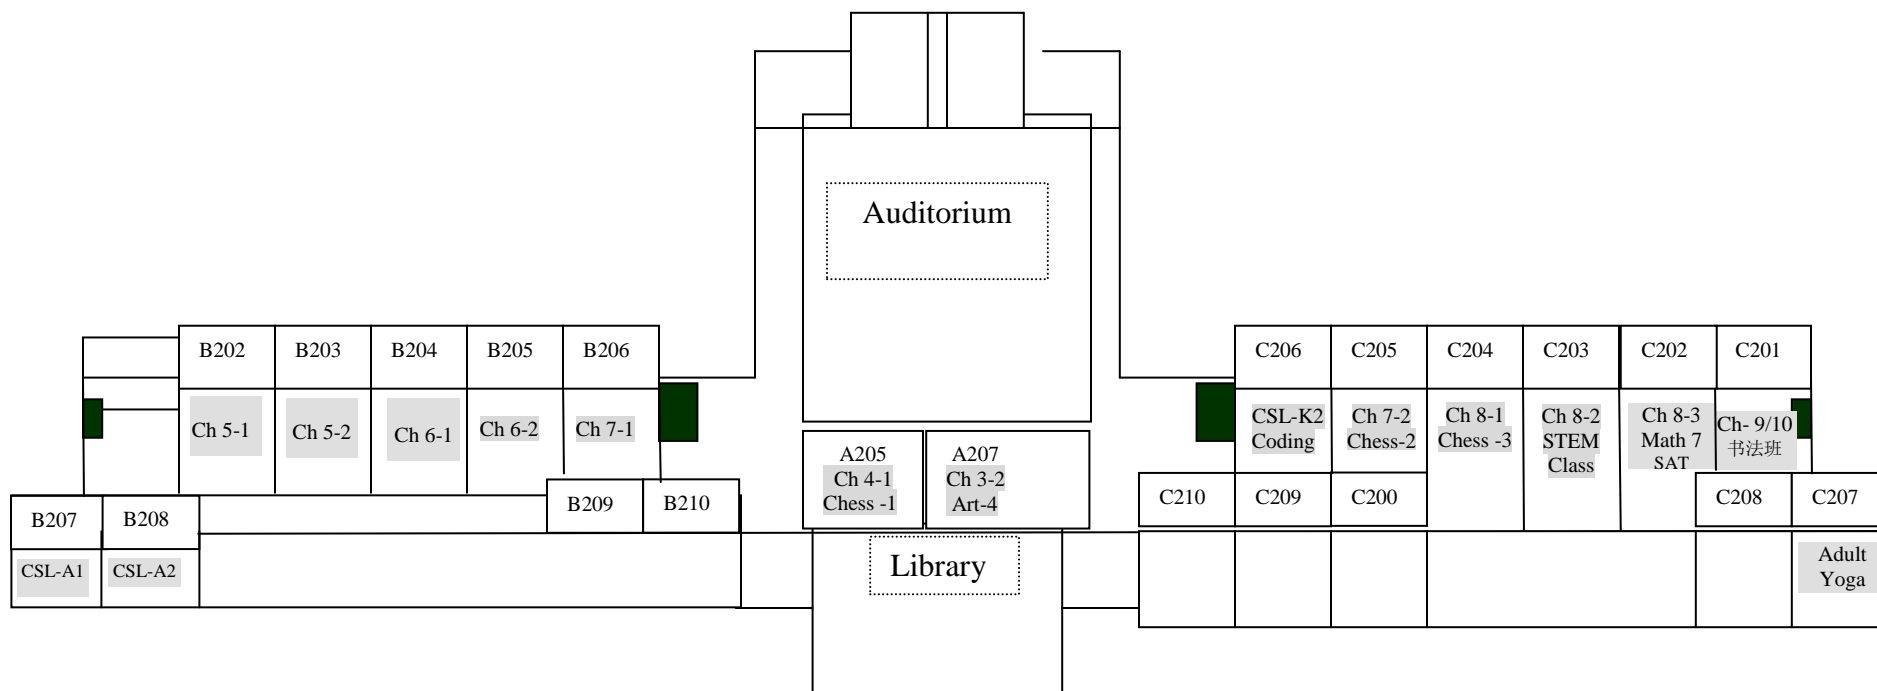 Auditorium
B202
B203
B204
B205
B206
C206
C205
C204
C203
C202
C201
Ch 5-1
Ch 5-2
Ch 6-1
Ch 6-2
Ch 7-1
CSL-K2
Coding
Ch 7-2
Chess-2
Ch 8-1
Chess -3
Ch 8-2
STEM
Class
Ch 8-3
Math 7
SAT
Ch- 9/10
书法班
A205
Ch 4-1
Chess -1
A207
Ch 3-2
Art-4
B207
B208
B209
B210
C210
C209
C200
C208
C207
CSL-A1
CSL-A2
Library
Adult
Yoga